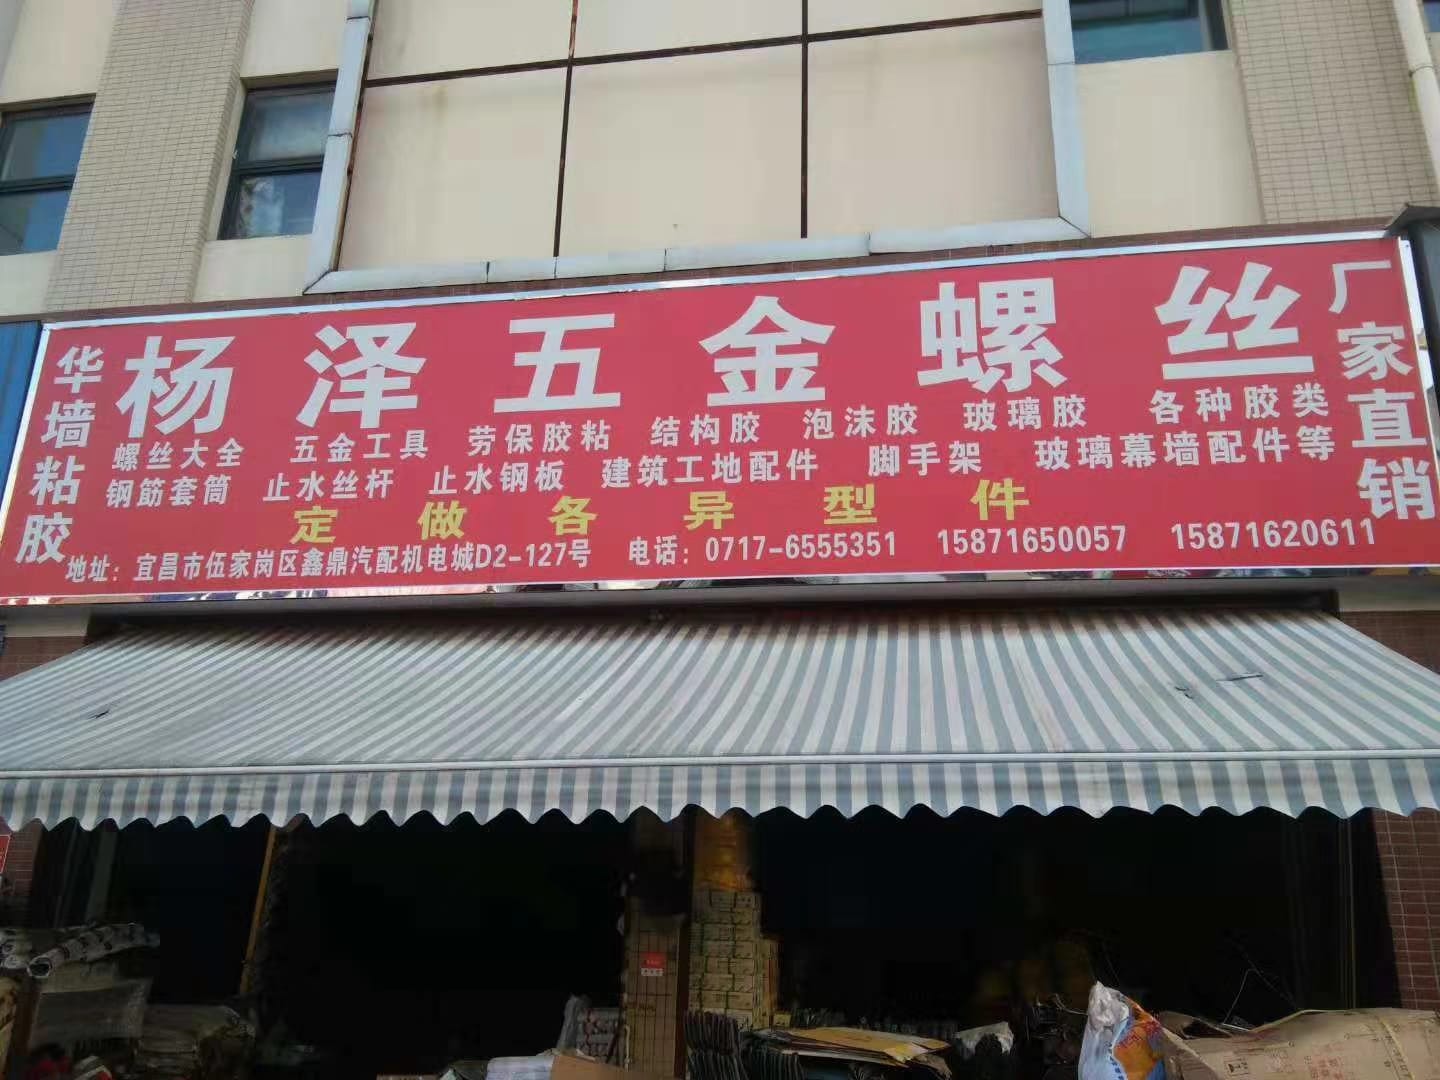 华墙粘胶
杨泽五金螺丝
厂家直销
螺丝大全 五金工具 劳保胶粘 结构胶 泡沫胶 玻璃胶 各种胶类
钢筋套筒 止水丝杆 止水钢板 建筑工地配件 脚手架 玻璃幕墙配件等
定做各异型件
地址：宜昌市伍家岗区鑫鼎汽配机电城D2-127号 电话：0717-6555351 15871650057 15871620611